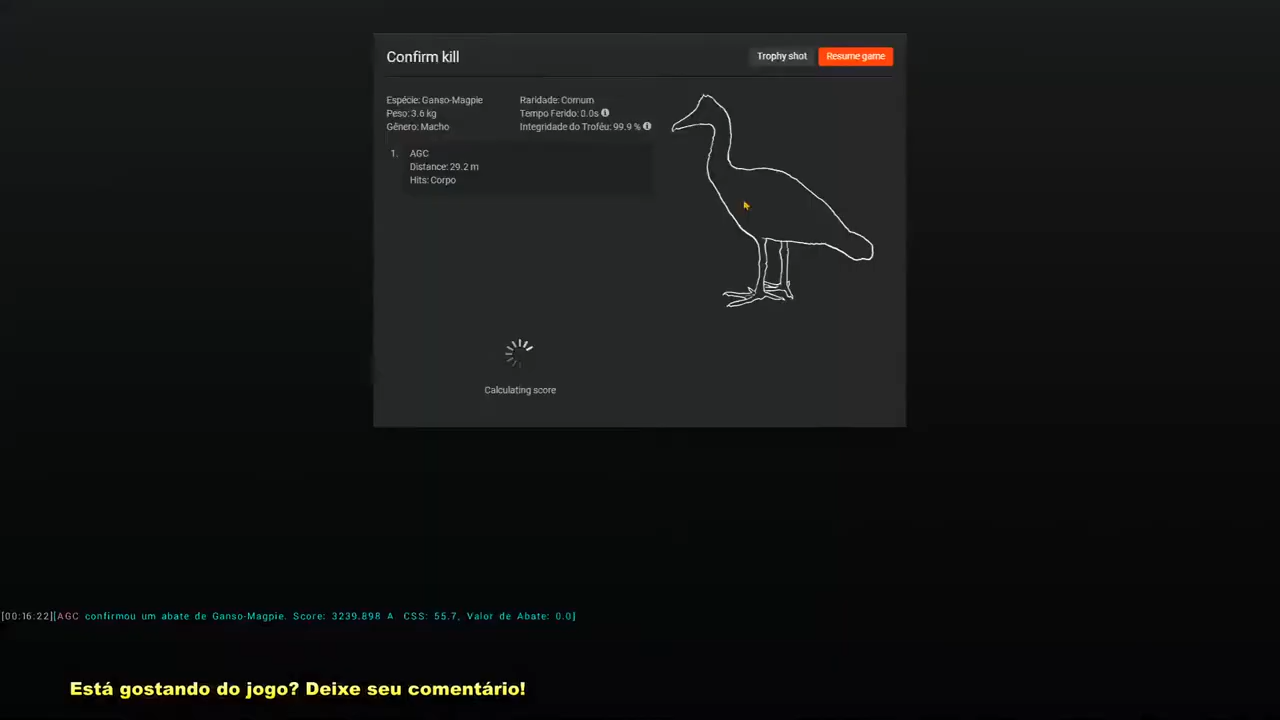 Confirm kill
Trophy shot
Resume game
Espécie: Ganso-Magpie
Peso: 3.6 kg
Gênero: Macho
Raridade: Comum
Tempo Ferido: 0.0s
Integridade do Troféu: 99.9 %
1. AGC
Distance: 29.2 m
Hits: Corpo
Calculating score
[00:16:22][AGC confirmou um abate de Ganso-Magpie. Score: 3239.898 A CSS: 55.7, Valor de Abate: 0.0]
Está gostando do jogo? Deixe seu comentário!